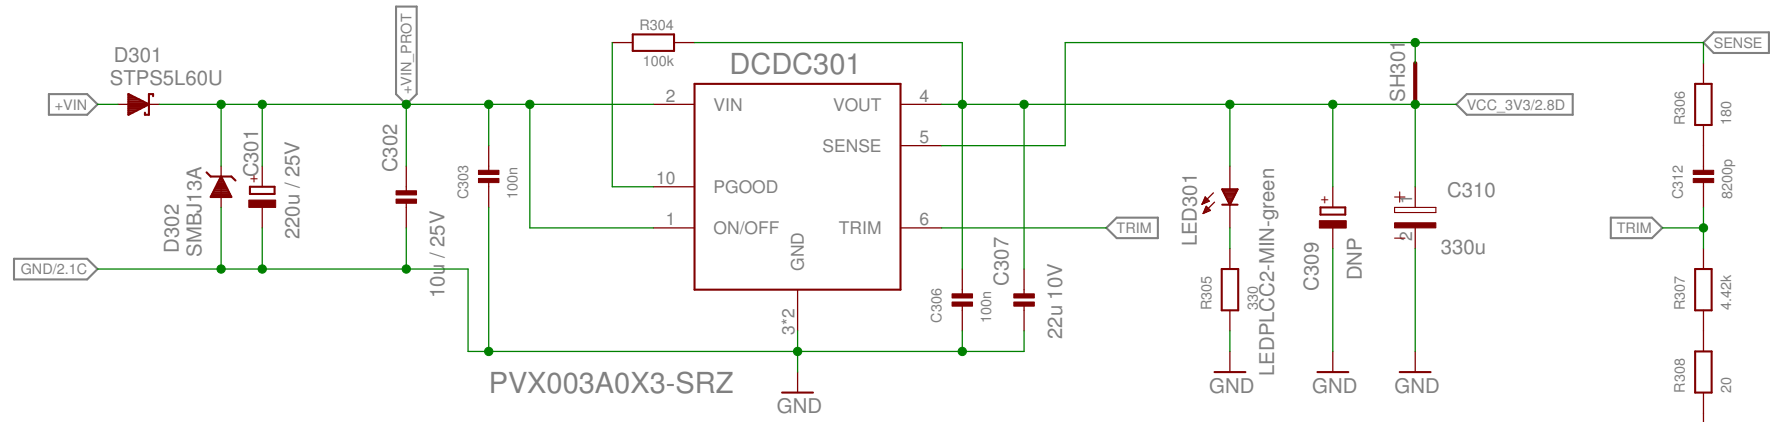 D301
STPS5L60U
+VIN
GND/2.1C
D302
SMBJ13A
C301
+
220u / 25V
+VIN_PROT
C302
10u / 25V
C303
100n
R304
100k
DCDC301
2
VIN
10
PGOOD
1
ON/OFF
GND
3*2
VOUT
4
SENSE
5
TRIM
6
PVX003A0X3-SRZ
GND
C306
100n
C307
22u 10V
TRIM
LED301
LEDPLCC2-MIN-green
R305
330
GND
+
C309
DNP
GND
SH301
VCC_3V3/2.8D
+
1
C310
-
2
330u
GND
SENSE
R306
180
C312
8200p
TRIM
R307
4.42k
R308
20